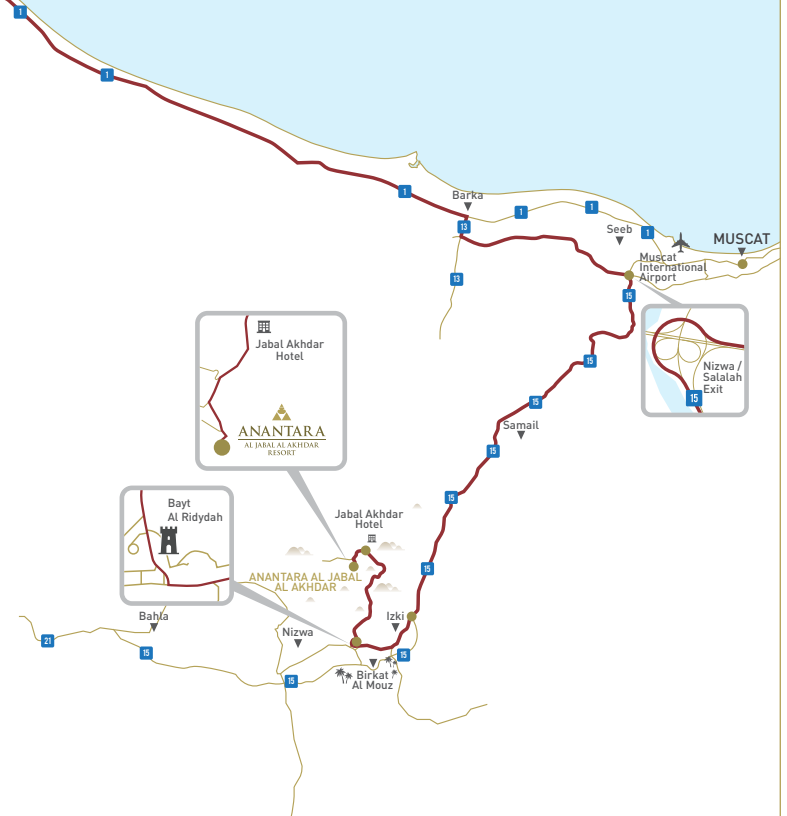 1
1
1
Barka
1
1
13
Seeb
1
MUSCAT
Muscat
International
Airport
13
15
Jabal Akhdar
Hotel
ANANTARA
AL JABAL AL AKHDAR
RESORT
15
Nizwa /
Salalah
Exit
15
15
Samail
15
15
Bayt
Al Ridydah
Jabal Akhdar
Hotel
15
ANANTARA AL JABAL
AL AKHDAR
Bahla
Izki
Nizwa
21
15
15
15
Birkat
Al Mouz